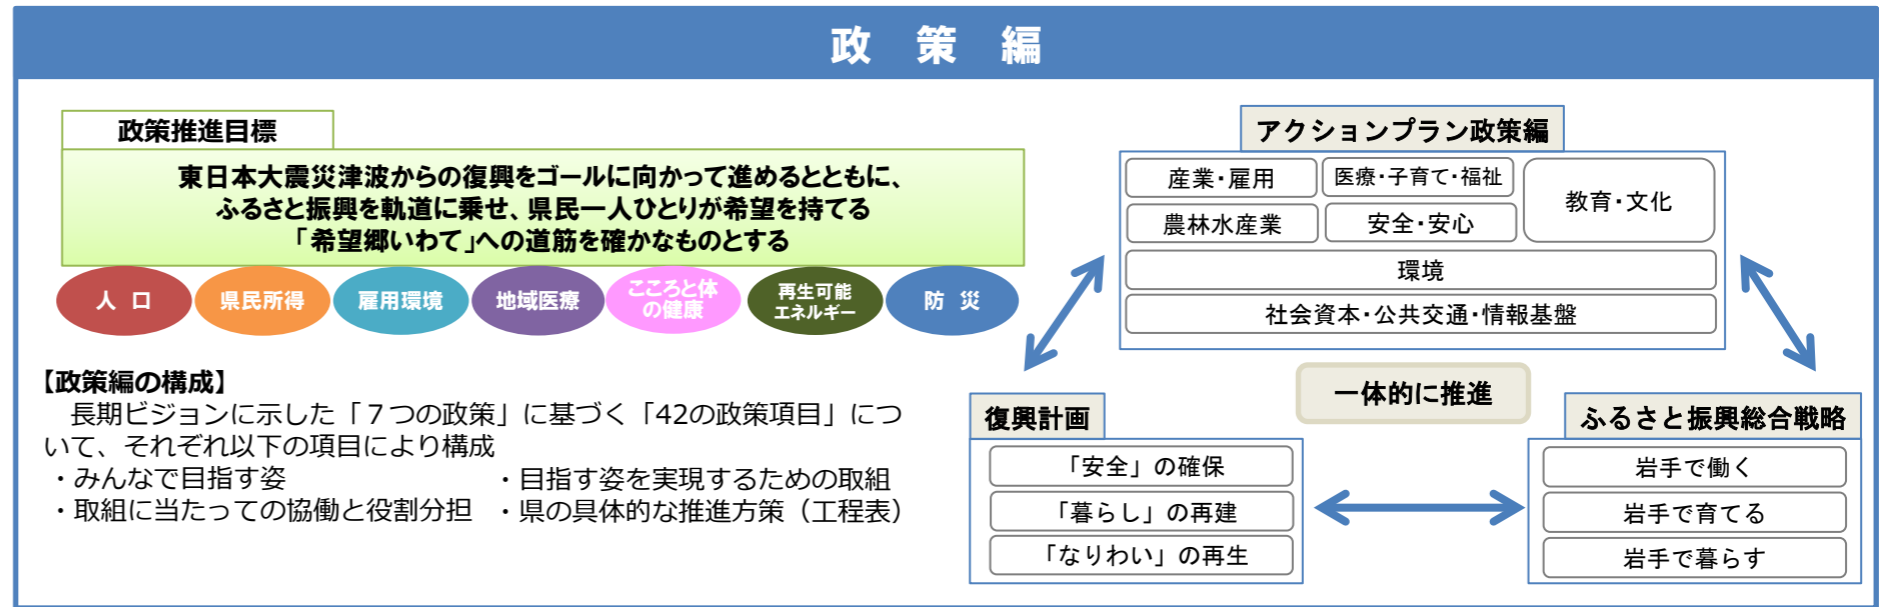 政 策 編
政策推進目標
東日本大震災津波からの復興をゴールに向かって進めるとともに、
ふるさと振興を軌道に乗せ、県民一人ひとりが希望を持てる
「希望郷いわて」への道筋を確かなものとする
人 口
県民所得
雇用環境
地域医療
こころと体
の健康
再生可能
エネルギー
防 災
【政策編の構成】
長期ビジョンに示した「７つの政策」に基づく「42の政策項目」につ
いて、それぞれ以下の項目により構成
・みんなで目指す姿 ・目指す姿を実現するための取組
・取組に当たっての協働と役割分担 ・県の具体的な推進方策（工程表）
アクションプラン政策編
産業・雇用
医療・子育て・福祉
教育・文化
農林水産業
安全・安心
環境
社会資本・公共交通・情報基盤
一体的に推進
復興計画
「安全」の確保
「暮らし」の再建
「なりわい」の再生
ふるさと振興総合戦略
岩手で働く
岩手で育てる
岩手で暮らす